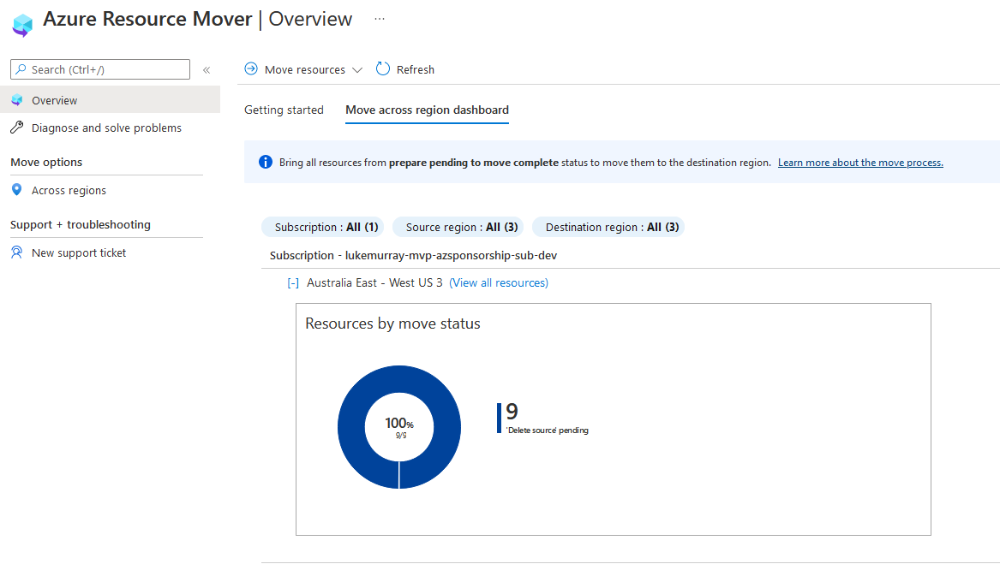 Azure Resource Mover | Overview ...
Search (Ctrl+/)
«
Overview
Diagnose and solve problems
Move options
Across regions
Support + troubleshooting
New support ticket
Move resources
Refresh
Getting started
Move across region dashboard
Bring all resources from prepare pending to move complete status to move them to the destination region. Learn more about the move process.
Subscription : All (1)
Source region : All (3)
Destination region : All (3)
Subscription - lukemurray-mvp-azsponsorship-sub-dev
[-] Australia East - West US 3 (View all resources)
Resources by move status
100%
9/9
9
'Delete source' pending